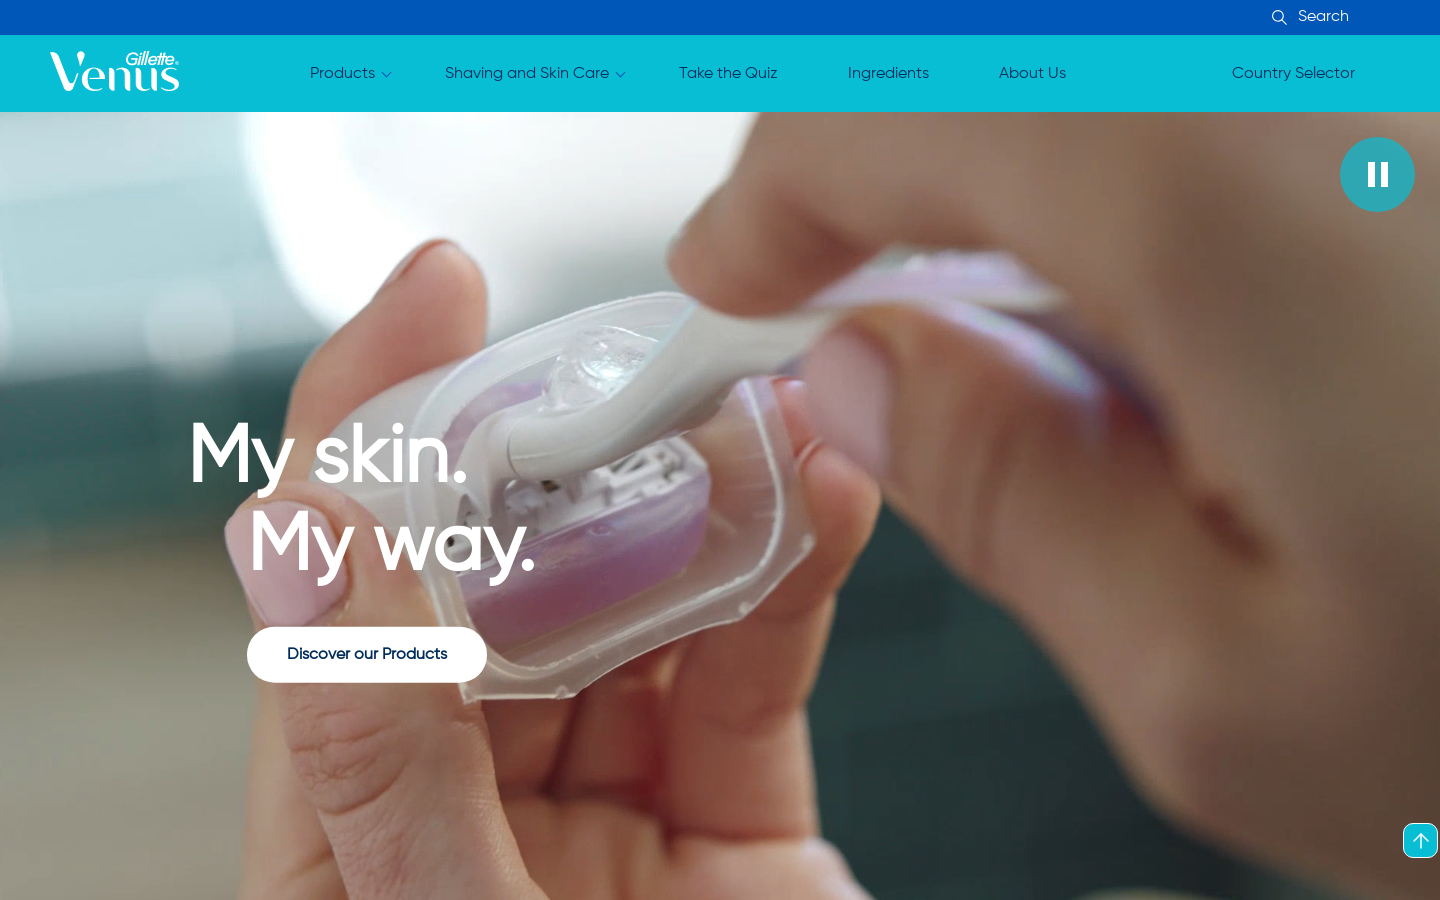 Search
Gillette
Venus
Products
Shaving and Skin Care
Take the Quiz
Ingredients
About Us
Country Selector
My skin.
My way.
Discover our Products